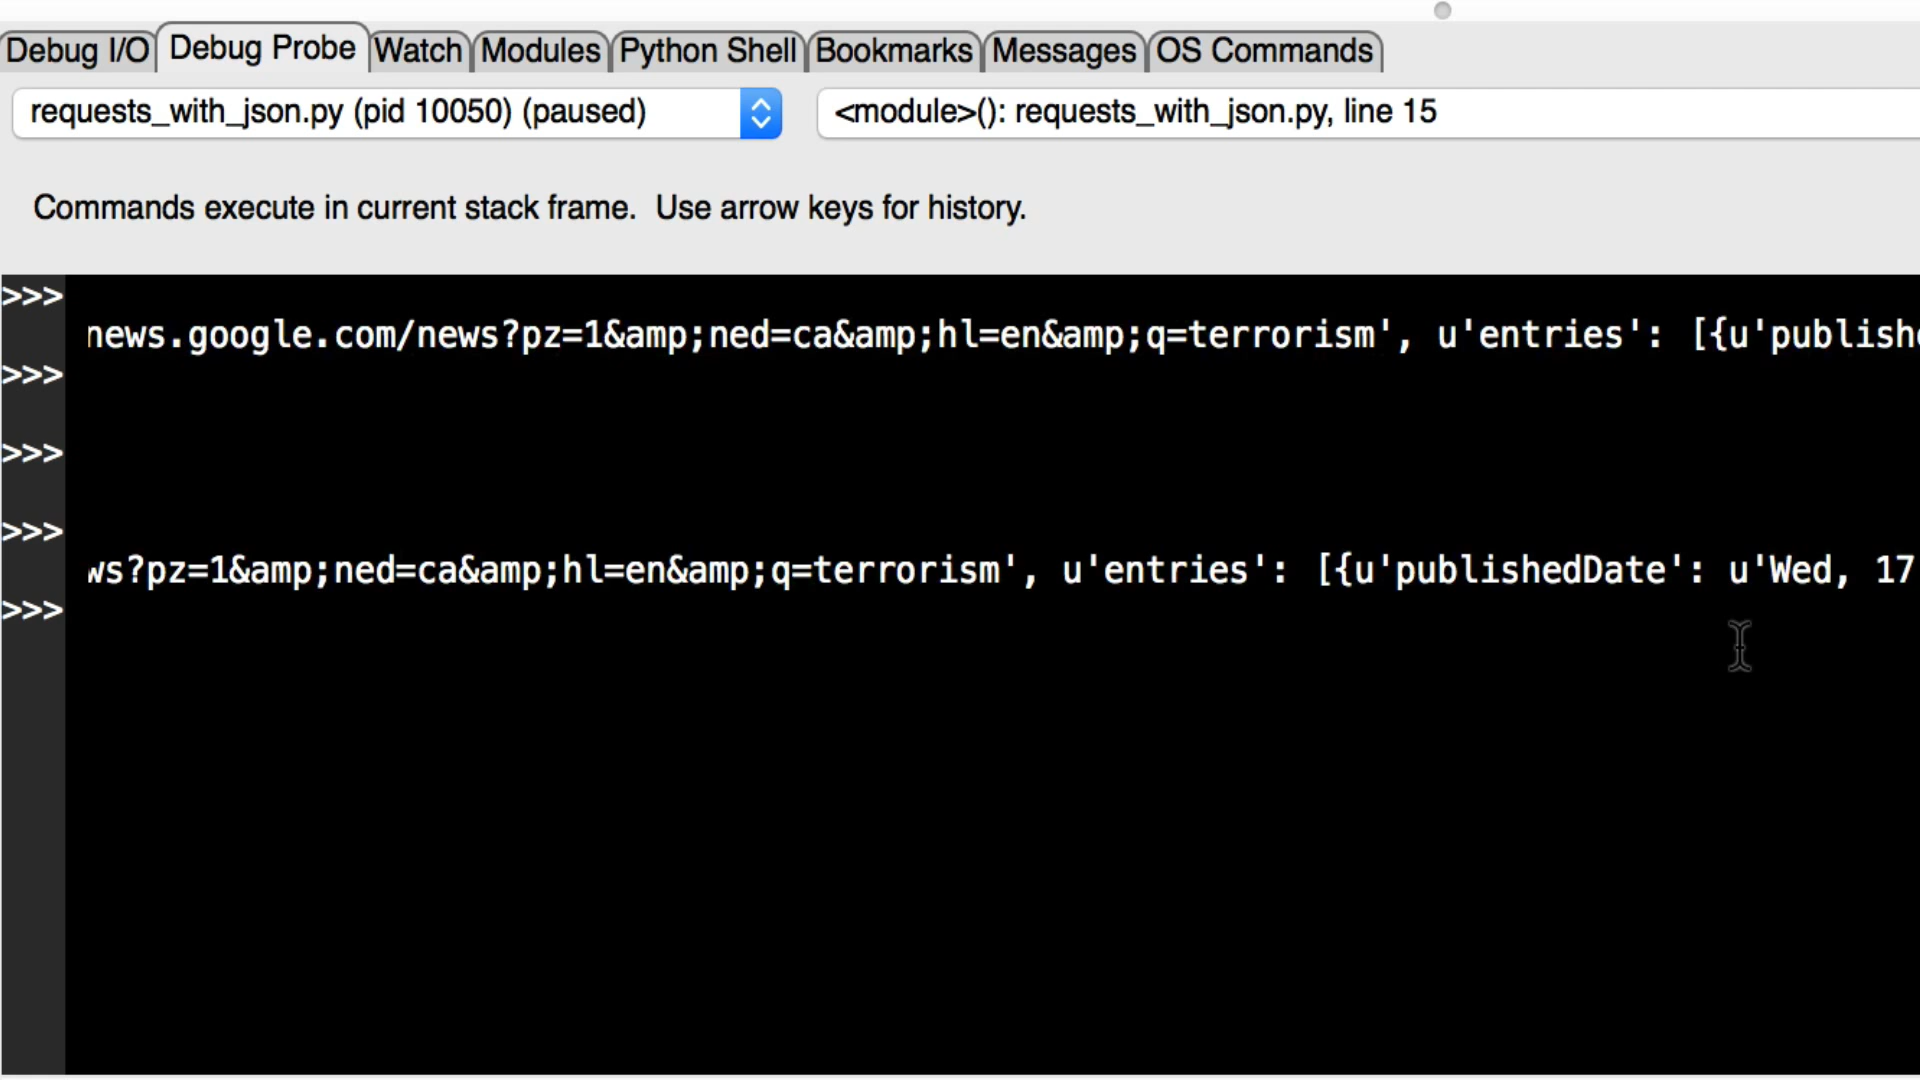 Debug I/O Debug Probe Watch Modules Python Shell Bookmarks Messages OS Commands
requests_with_json.py (pid 10050) (paused) <module>(): requests_with_json.py, line 15
Commands execute in current stack frame. Use arrow keys for history.
>>>
news.google.com/news?pz=1&amp;ned=ca&amp;hl=en&amp;q=terrorism', u'entries': [{u'publishe
>>>
>>>
>>>
ws?pz=1&amp;ned=ca&amp;hl=en&amp;q=terrorism', u'entries': [{u'publishedDate': u'Wed, 17
>>>